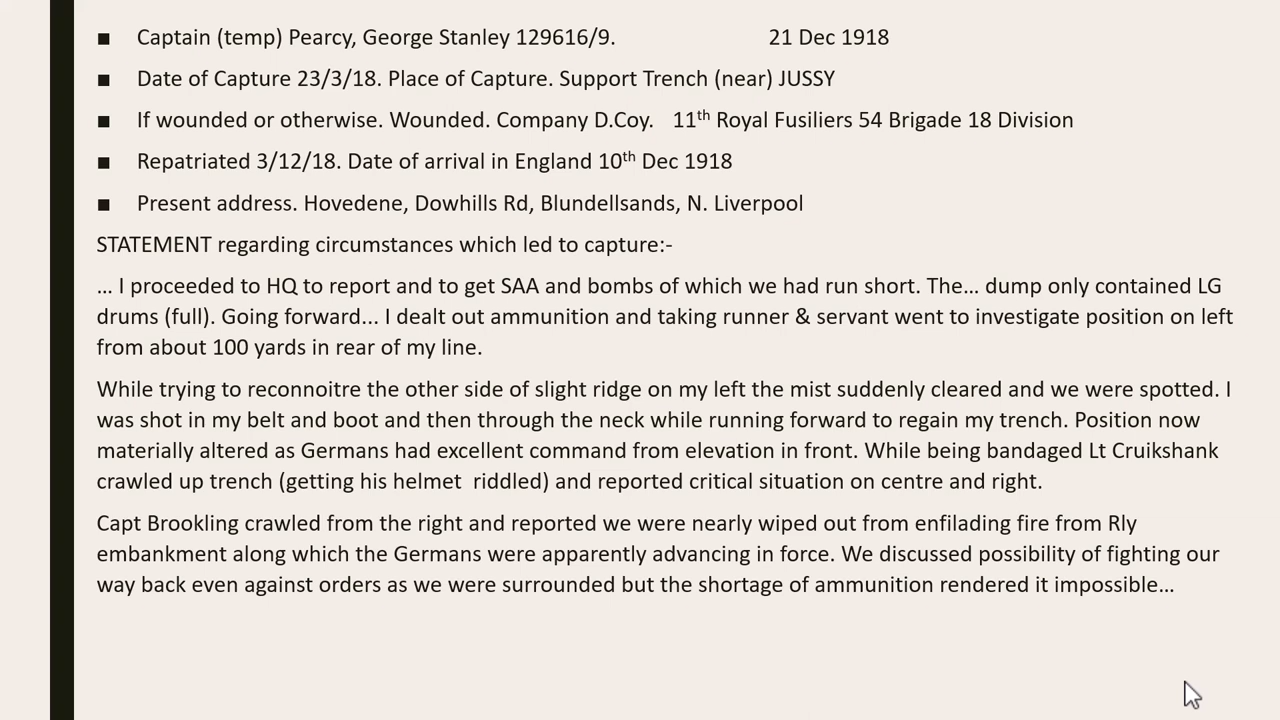 ■ Captain (temp) Pearcy, George Stanley 129616/9. 21 Dec 1918
■ Date of Capture 23/3/18. Place of Capture. Support Trench (near) JUSSY
■ If wounded or otherwise. Wounded. Company D.Coy. 11th Royal Fusiliers 54 Brigade 18 Division
■ Repatriated 3/12/18. Date of arrival in England 10th Dec 1918
■ Present address. Hovedene, Dowhills Rd, Blundellsands, N. Liverpool
STATEMENT regarding circumstances which led to capture:-
… I proceeded to HQ to report and to get SAA and bombs of which we had run short. The… dump only contained LG
drums (full). Going forward... I dealt out ammunition and taking runner & servant went to investigate position on left
from about 100 yards in rear of my line.
While trying to reconnoitre the other side of slight ridge on my left the mist suddenly cleared and we were spotted. I
was shot in my belt and boot and then through the neck while running forward to regain my trench. Position now
materially altered as Germans had excellent command from elevation in front. While being bandaged Lt Cruikshank
crawled up trench (getting his helmet riddled) and reported critical situation on centre and right.
Capt Brookling crawled from the right and reported we were nearly wiped out from enfilading fire from Rly
embankment along which the Germans were apparently advancing in force. We discussed possibility of fighting our
way back even against orders as we were surrounded but the shortage of ammunition rendered it impossible…